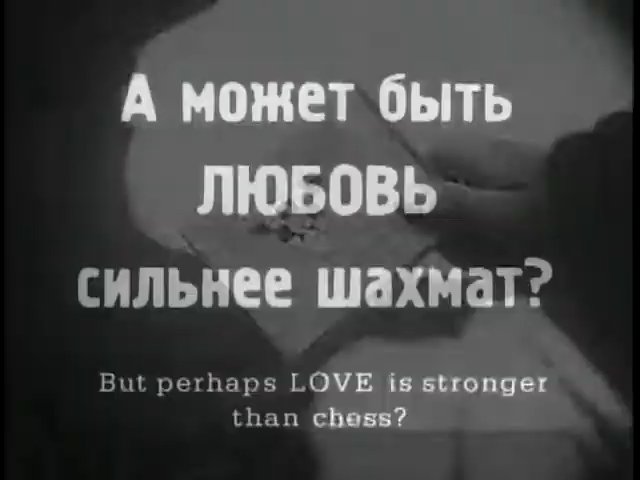 А может быть
ЛЮБОВЬ
сильнее шахмат?
But perhaps LOVE is stronger
than chess?